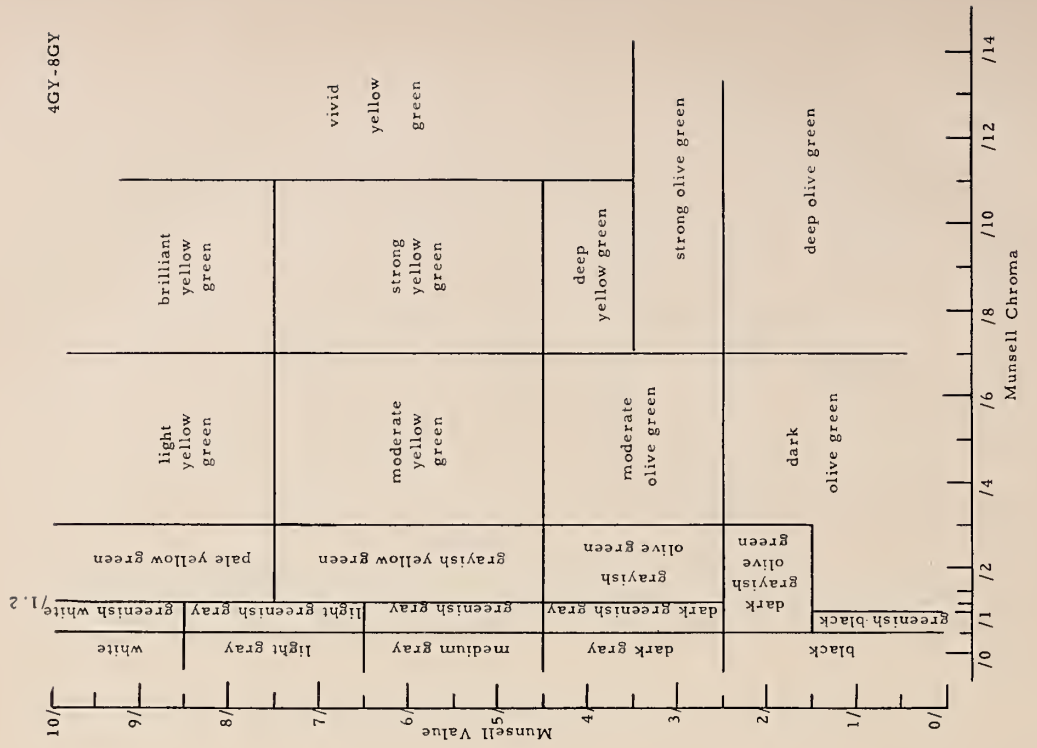 4GY-8GY
vivid
yellow
green
brilliant
yellow
green
strong
yellow
green
deep
yellow green
strong olive green
deep olive green
light
yellow
green
moderate
yellow
green
moderate
olive green
dark
olive green
pale yellow green
grayish yellow green
grayish
olive green
dark
grayish
olive
green
/1.2
greenish white
light greenish gray
greenish gray
dark greenish gray
greenish black
white
light gray
medium gray
dark gray
black
10/
9/
8/
7/
6/
5/
4/
3/
2/
1/
0/
Munsell Value
/0
/1
/2
/4
/6
/8
/10
/12
/14
Munsell Chroma